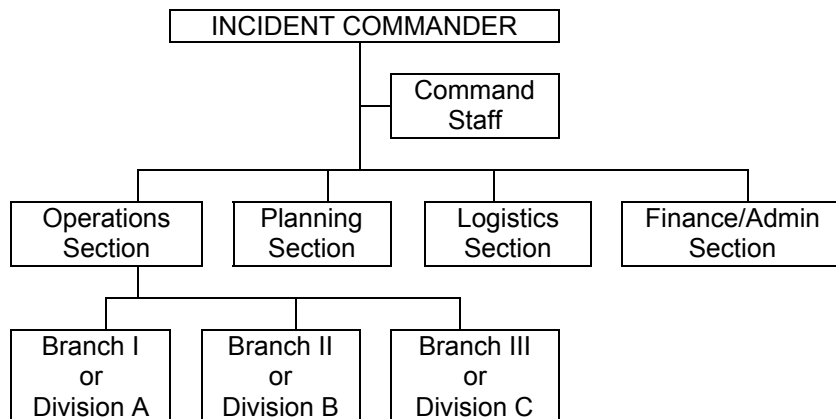 INCIDENT COMMANDER
Command
Staff
Operations
Section
Planning
Section
Logistics
Section
Finance/Admin
Section
Branch I
or
Division A
Branch II
or
Division B
Branch III
or
Division C